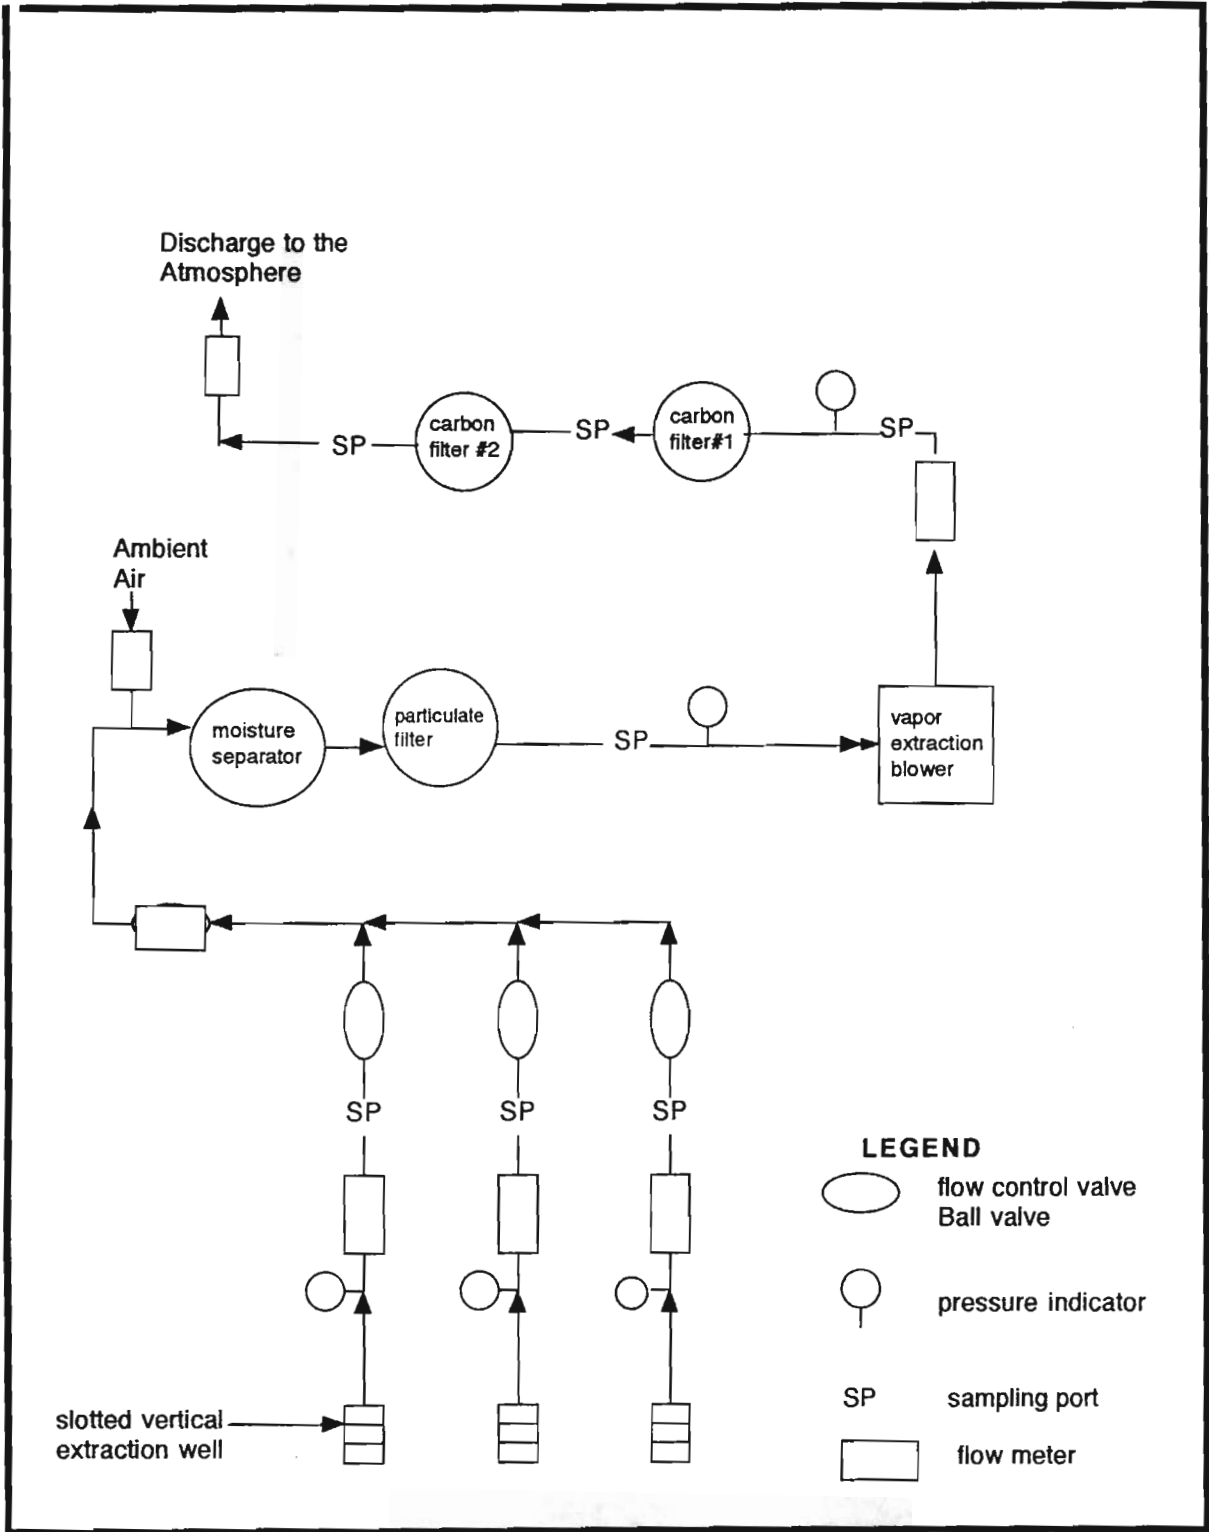 Discharge to the
Atmosphere
carbon
filter #2
SP
SP
carbon
filter#1
SP
Ambient
Air
moisture
separator
particulate
filter
SP
vapor
extraction
blower
SP
SP
SP
LEGEND
flow control valve
Ball valve
pressure indicator
SP
sampling port
flow meter
slotted vertical
extraction well